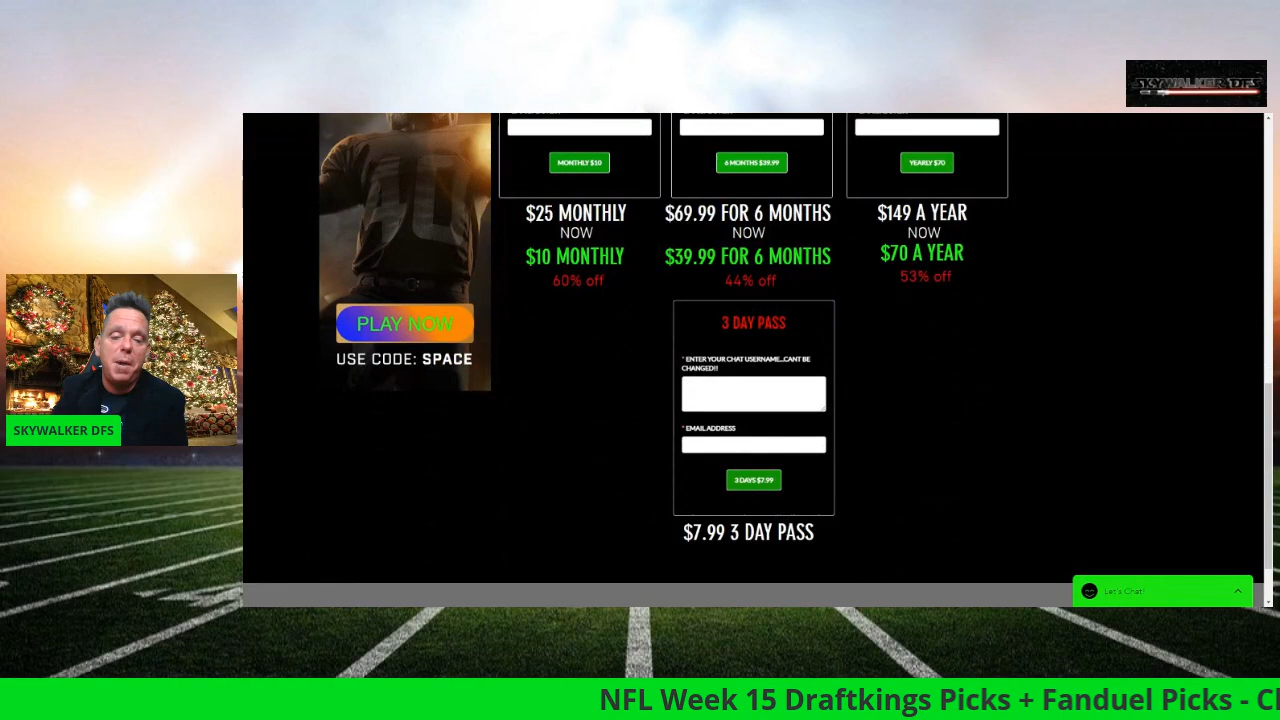 SKYWALKER DFS
MONTHLY $10
6 MONTHS $39.99
YEARLY $70
$25 MONTHLY
NOW
$10 MONTHLY
60% off
$69.99 FOR 6 MONTHS
NOW
$39.99 FOR 6 MONTHS
44% off
$149 A YEAR
NOW
$70 A YEAR
53% off
PLAY NOW
USE CODE: SPACE
3 DAY PASS
* ENTER YOUR CHAT USERNAME...CANT BE
CHANGED!!
* EMAIL ADDRESS
3 DAYS $7.99
$7.99 3 DAY PASS
SKYWALKER DFS
Let's Chat!
NFL Week 15 Draftkings Picks + Fanduel Picks -